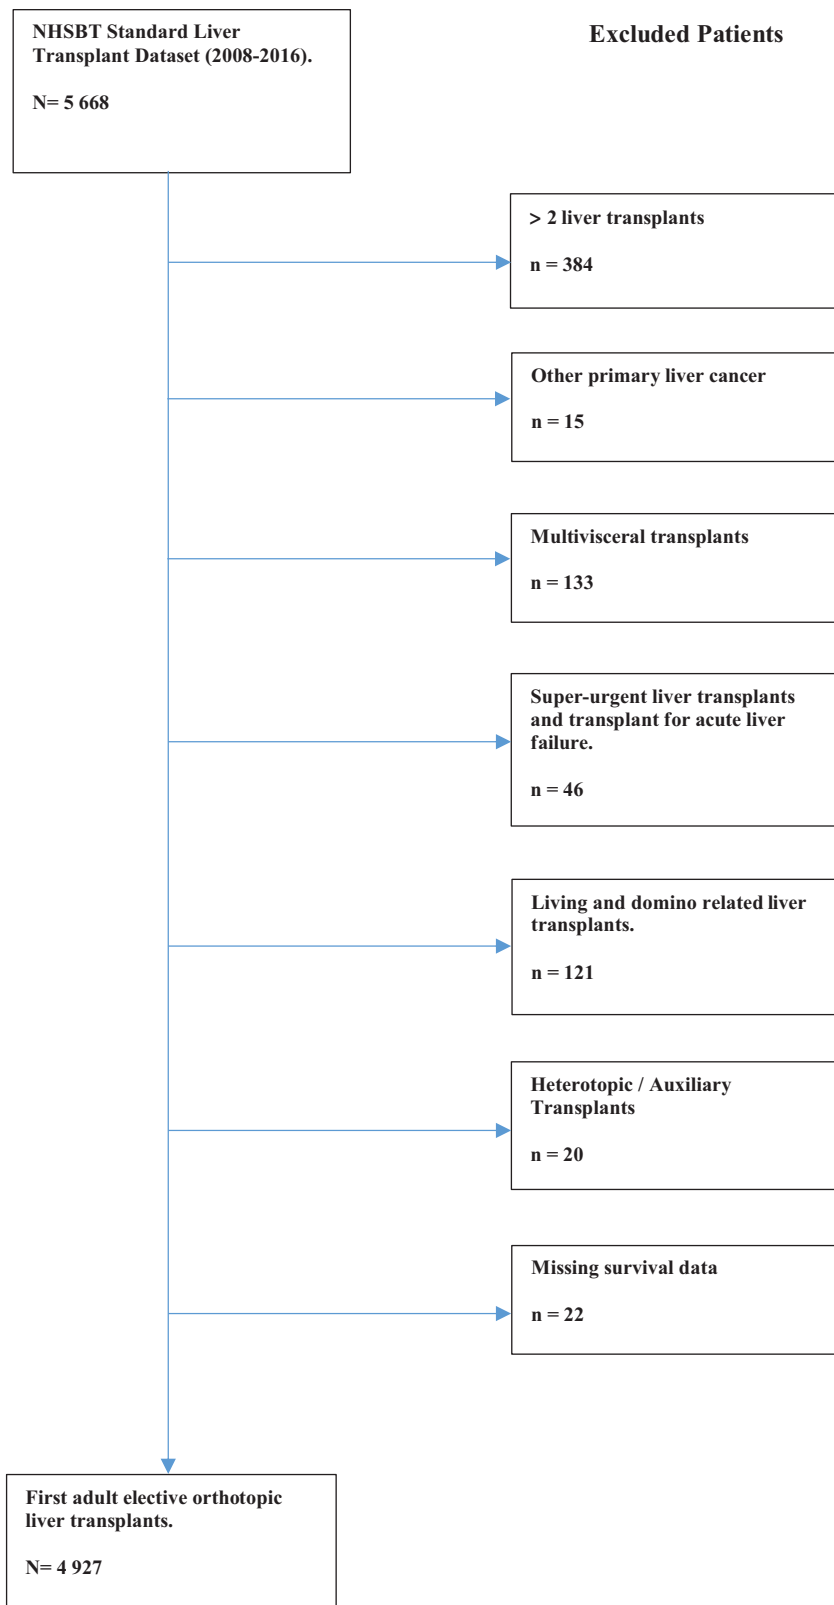 NHSBT Standard Liver
Transplant Dataset (2008-2016).
N= 5 668
Excluded Patients
> 2 liver transplants
n = 384
Other primary liver cancer
n = 15
Multivisceral transplants
n = 133
Super-urgent liver transplants
and transplant for acute liver
failure.
n = 46
Living and domino related liver
transplants.
n = 121
Heterotopic / Auxiliary
Transplants
n = 20
Missing survival data
n = 22
First adult elective orthotopic
liver transplants.
N= 4 927